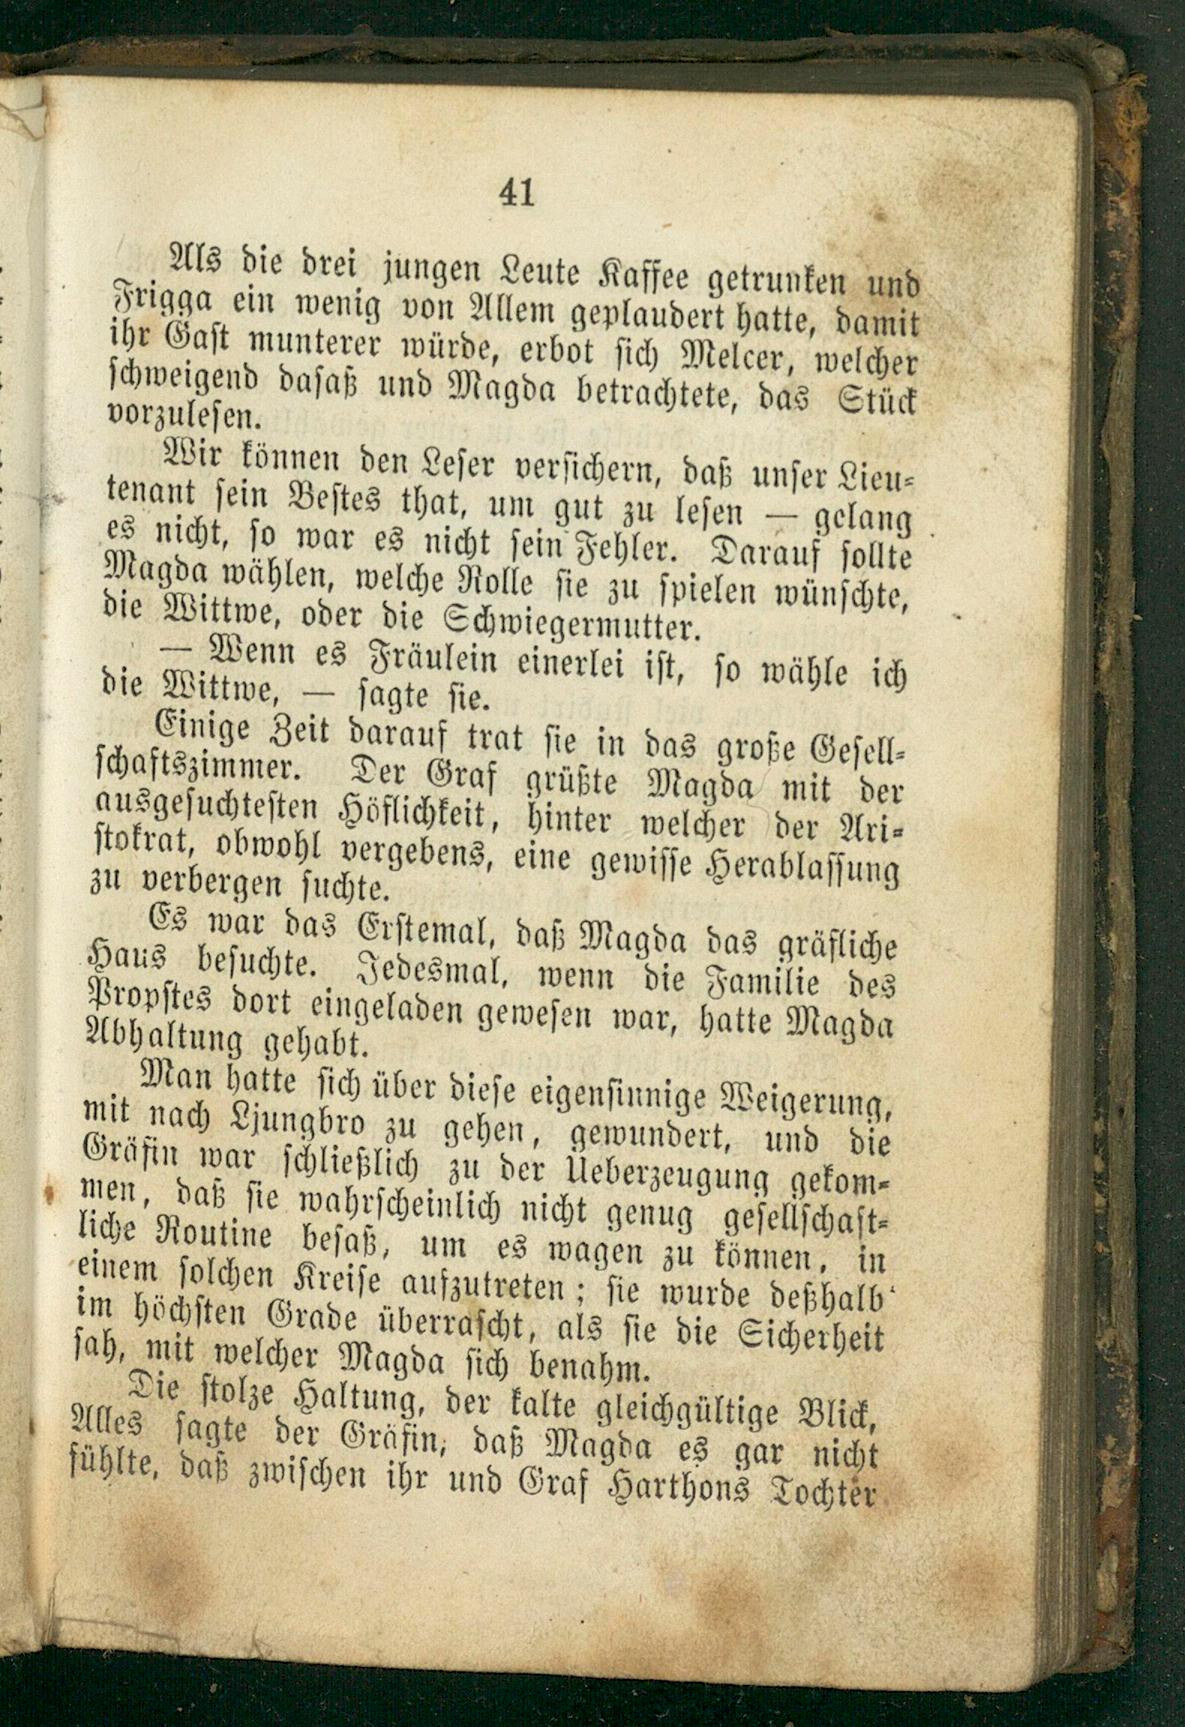 41
Als die drei jungen Leute Kaffee getrunken und
Frigga ein wenig von Allem geplaudert hatte, damit
ihr Gast munterer würde, erbot sich Melcer, welcher
schweigend dasaß und Magda betrachtete, das Stück
vorzulesen.
Wir können den Leser versichern, daß unser Lieu-
tenant sein Bestes that, um gut zu lesen — gelang
es nicht, so war es nicht sein Fehler. Darauf sollte
Magda wählen, welche Rolle sie zu spielen wünschte,
die Wittwe, oder die Schwiegermutter.
— Wenn es Fräulein einerlei ist, so wähle ich
die Wittwe, — sagte sie.
Einige Zeit darauf trat sie in das große Gesell-
schaftszimmer. Der Graf grüßte Magda mit der
ausgesuchtesten Höflichkeit, hinter welcher der Ari-
stokrat, obwohl vergebens, eine gewisse Herablassung
zu verbergen suchte.
Es war das Erstemal, daß Magda das gräfliche
Haus besuchte. Jedesmal, wenn die Familie des
Propstes dort eingeladen gewesen war, hatte Magda
Abhaltung gehabt.
Man hatte sich über diese eigensinnige Weigerung,
mit nach Ljungbro zu gehen, gewundert, und die
Gräfin war schließlich zu der Ueberzeugung gekom-
men, daß sie wahrscheinlich nicht genug gesellschaft-
liche Routine besaß, um es wagen zu können, in
einem solchen Kreise aufzutreten; sie wurde deßhalb
im höchsten Grade überrascht, als sie die Sicherheit
sah, mit welcher Magda sich benahm.
Die stolze Haltung, der kalte gleichgültige Blick,
Alles sagte der Gräfin, daß Magda es gar nicht
fühlte, daß zwischen ihr und Graf Harthons Tochter